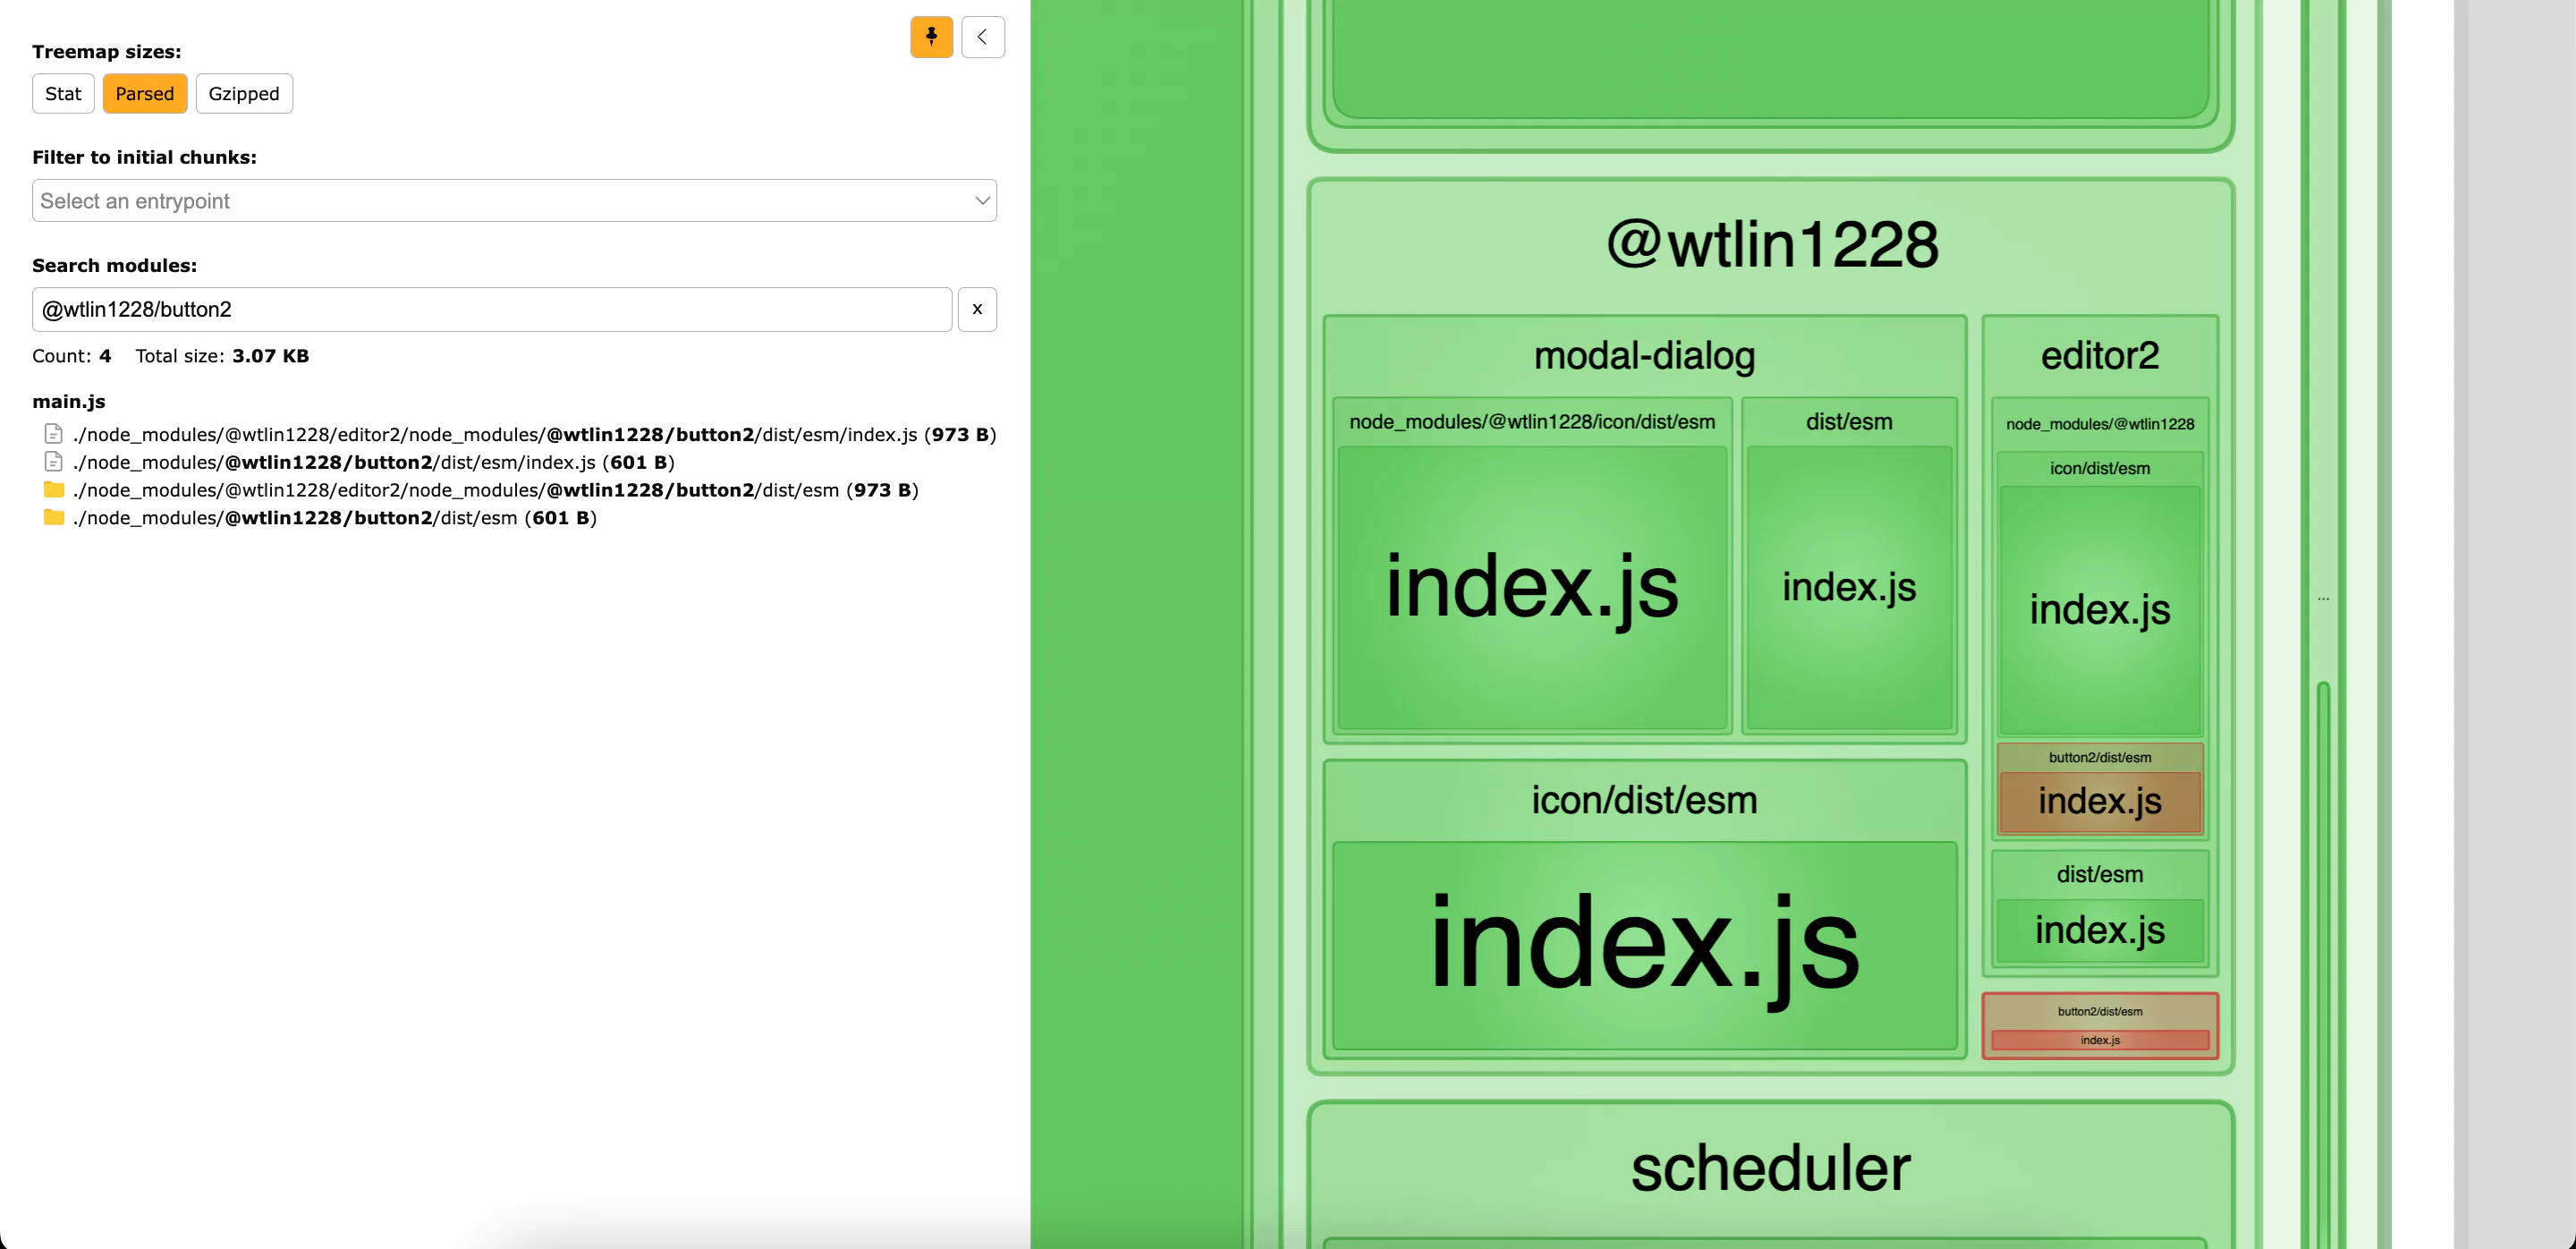 Treemap sizes:
Stat
Parsed
Gzipped
Filter to initial chunks:
Select an entrypoint
Search modules:
@wtlin1228/button2
x
Count: 4 Total size: 3.07 KB
main.js
./node_modules/@wtlin1228/editor2/node_modules/@wtlin1228/button2/dist/esm/index.js (973 B)
./node_modules/@wtlin1228/button2/dist/esm/index.js (601 B)
./node_modules/@wtlin1228/editor2/node_modules/@wtlin1228/button2/dist/esm (973 B)
./node_modules/@wtlin1228/button2/dist/esm (601 B)
@wtlin1228
modal-dialog
node_modules/@wtlin1228/icon/dist/esm
index.js
dist/esm
index.js
icon/dist/esm
index.js
editor2
node_modules/@wtlin1228
icon/dist/esm
index.js
button2/dist/esm
index.js
dist/esm
index.js
button2/dist/esm
index.js
scheduler
...